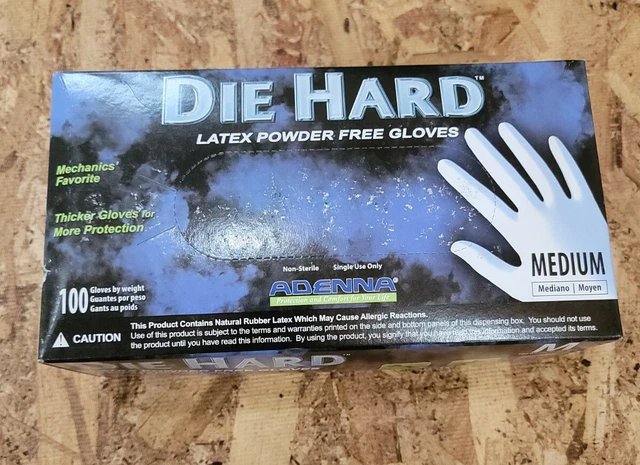 DIE HARD™
LATEX POWDER FREE GLOVES
Mechanics'
Favorite
Thicker Gloves for
More Protection
Non-Sterile Single Use Only
ADENNA®
Protection and Comfort for Your Life
MEDIUM
Mediano | Moyen
100
Gloves by weight
Guantes por peso
Gants au poids
CAUTION
This Product Contains Natural Rubber Latex Which May Cause Allergic Reactions.
Use of this product is subject to the terms and warranties printed on the side and bottom panels of this dispensing box. You should not use
the product until you have read this information. By using the product, you signify that you have read this information and accepted its terms.
DIE HARD™
M